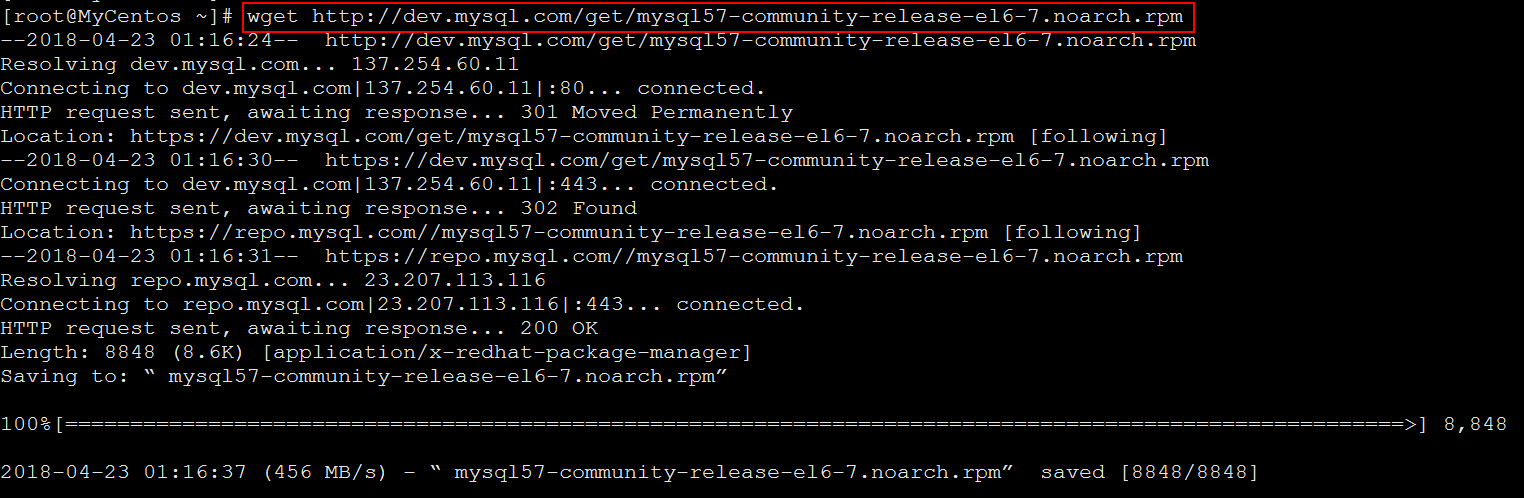 [root@MyCentos ~]# wget http://dev.mysql.com/get/mysql57-community-release-el6-7.noarch.rpm
--2018-04-23 01:16:24--  http://dev.mysql.com/get/mysql57-community-release-el6-7.noarch.rpm
Resolving dev.mysql.com... 137.254.60.11
Connecting to dev.mysql.com|137.254.60.11|:80... connected.
HTTP request sent, awaiting response... 301 Moved Permanently
Location: https://dev.mysql.com/get/mysql57-community-release-el6-7.noarch.rpm [following]
--2018-04-23 01:16:30--  https://dev.mysql.com/get/mysql57-community-release-el6-7.noarch.rpm
Connecting to dev.mysql.com|137.254.60.11|:443... connected.
HTTP request sent, awaiting response... 302 Found
Location: https://repo.mysql.com//mysql57-community-release-el6-7.noarch.rpm [following]
--2018-04-23 01:16:31--  https://repo.mysql.com//mysql57-community-release-el6-7.noarch.rpm
Resolving repo.mysql.com... 23.207.113.116
Connecting to repo.mysql.com|23.207.113.116|:443... connected.
HTTP request sent, awaiting response... 200 OK
Length: 8848 (8.6K) [application/x-redhat-package-manager]
Saving to: “ mysql57-community-release-el6-7.noarch.rpm”
100%[=======================================================================================================>] 8,848
2018-04-23 01:16:37 (456 MB/s) - “ mysql57-community-release-el6-7.noarch.rpm”  saved [8848/8848]